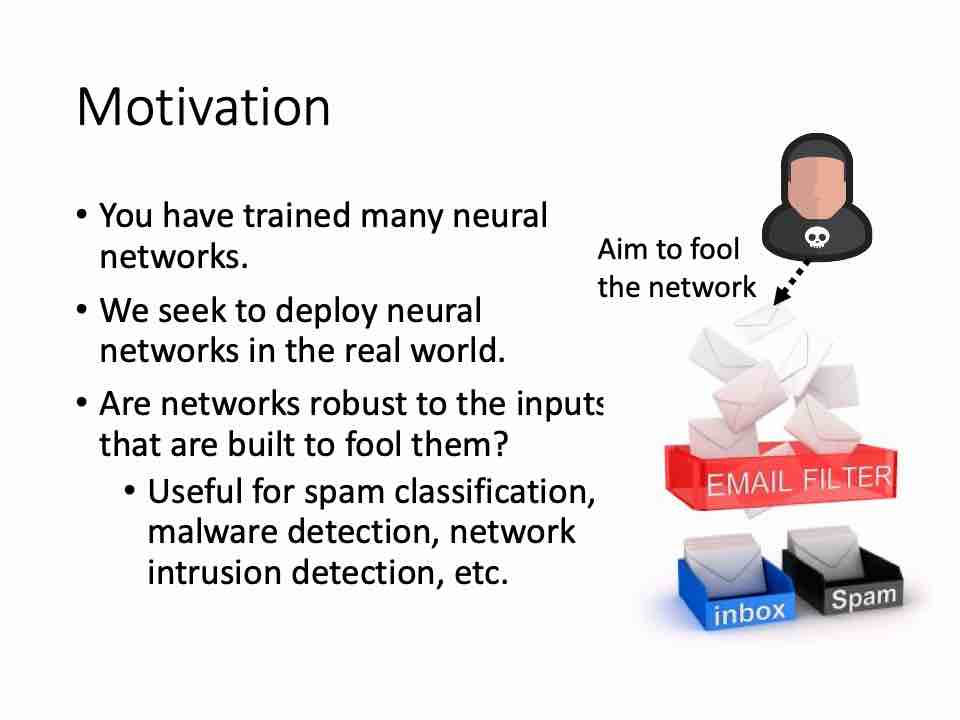 Motivation
• You have trained many neural
networks.
• We seek to deploy neural
networks in the real world.
• Are networks robust to the inputs
that are built to fool them?
• Useful for spam classification,
malware detection, network
intrusion detection, etc.
Aim to fool
the network
EMAIL FILTER
inbox
Spam